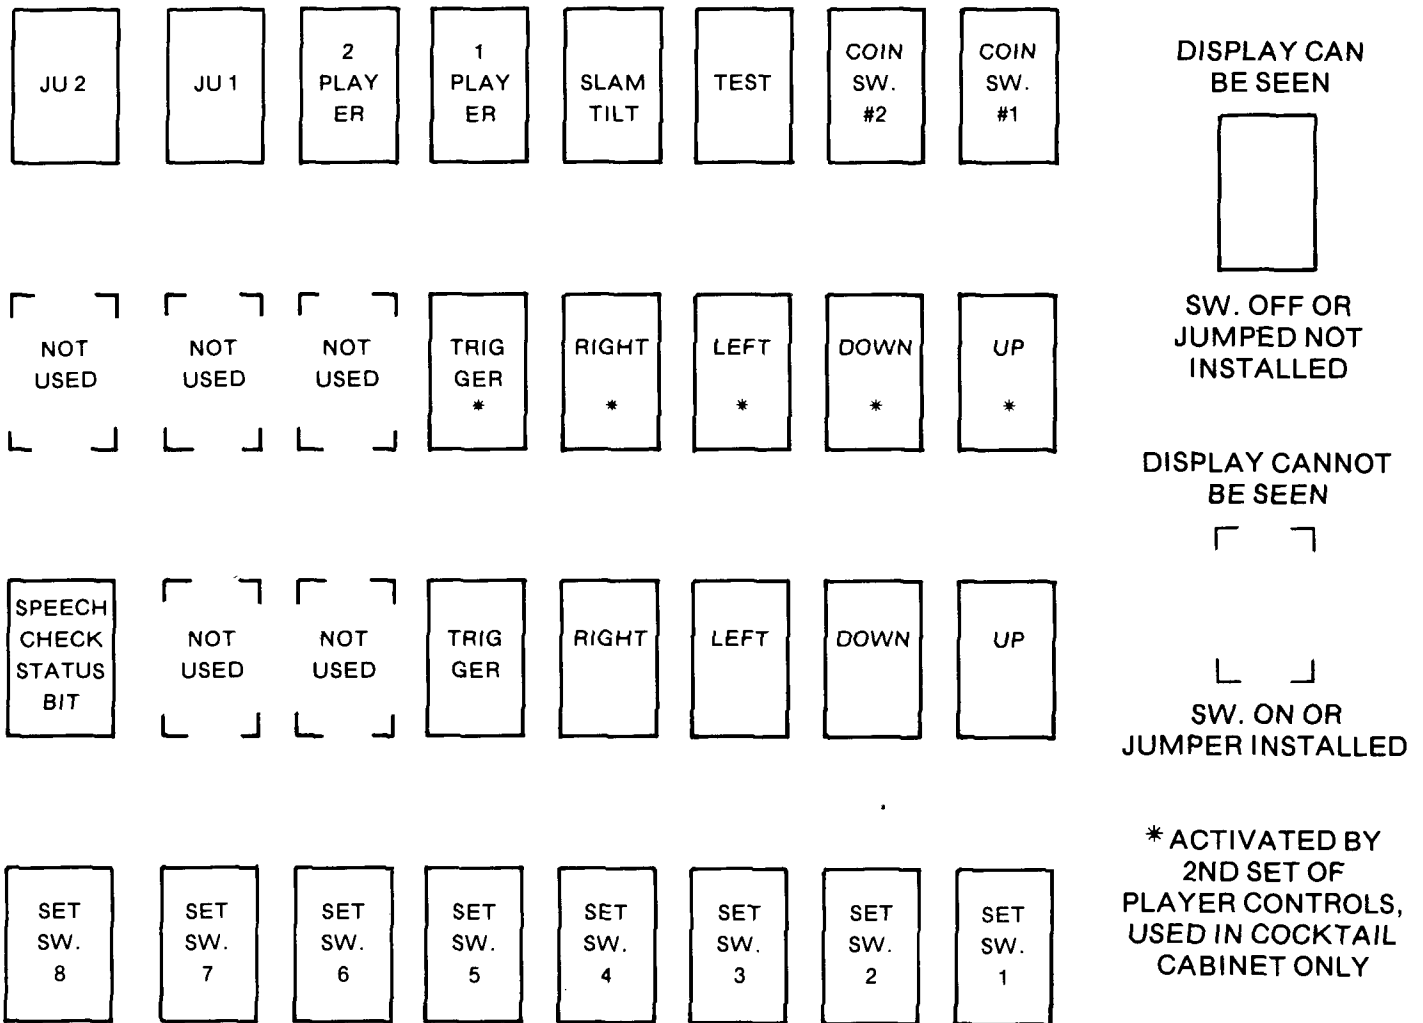 JU 2
JU 1
2
PLAY
ER
1
PLAY
ER
SLAM
TILT
TEST
COIN
SW.
#2
COIN
SW.
#1
DISPLAY CAN
BE SEEN
SW. OFF OR
JUMPED NOT
INSTALLED
NOT
USED
NOT
USED
NOT
USED
TRIG
GER
*
RIGHT
*
LEFT
*
DOWN
*
UP
*
DISPLAY CANNOT
BE SEEN
SW. ON OR
JUMPER INSTALLED
SPEECH
CHECK
STATUS
BIT
NOT
USED
NOT
USED
TRIG
GER
RIGHT
LEFT
DOWN
UP
SET
SW.
8
SET
SW.
7
SET
SW.
6
SET
SW.
5
SET
SW.
4
SET
SW.
3
SET
SW.
2
SET
SW.
1
* ACTIVATED BY
2ND SET OF
PLAYER CONTROLS,
USED IN COCKTAIL
CABINET ONLY